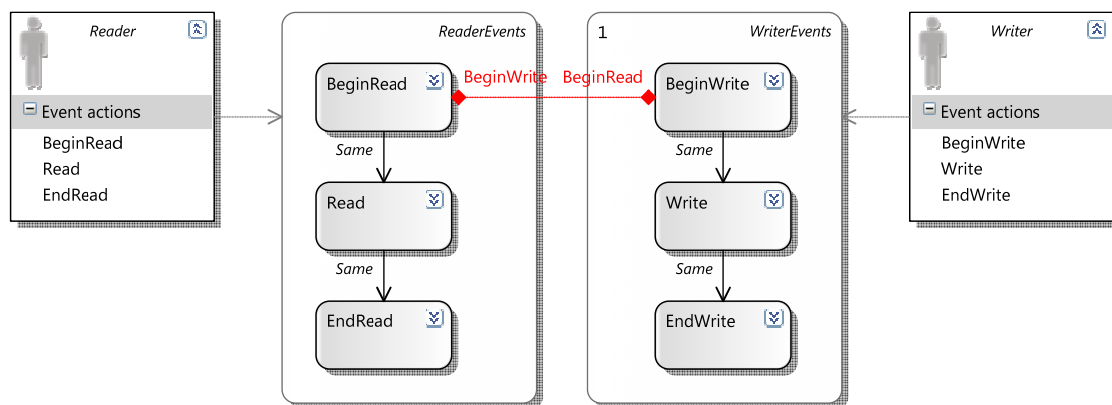 Reader
Event actions
BeginRead
Read
EndRead
ReaderEvents
BeginRead
Same
Read
Same
EndRead
BeginWrite
BeginRead
1
WriterEvents
BeginWrite
Same
Write
Same
EndWrite
Writer
Event actions
BeginWrite
Write
EndWrite